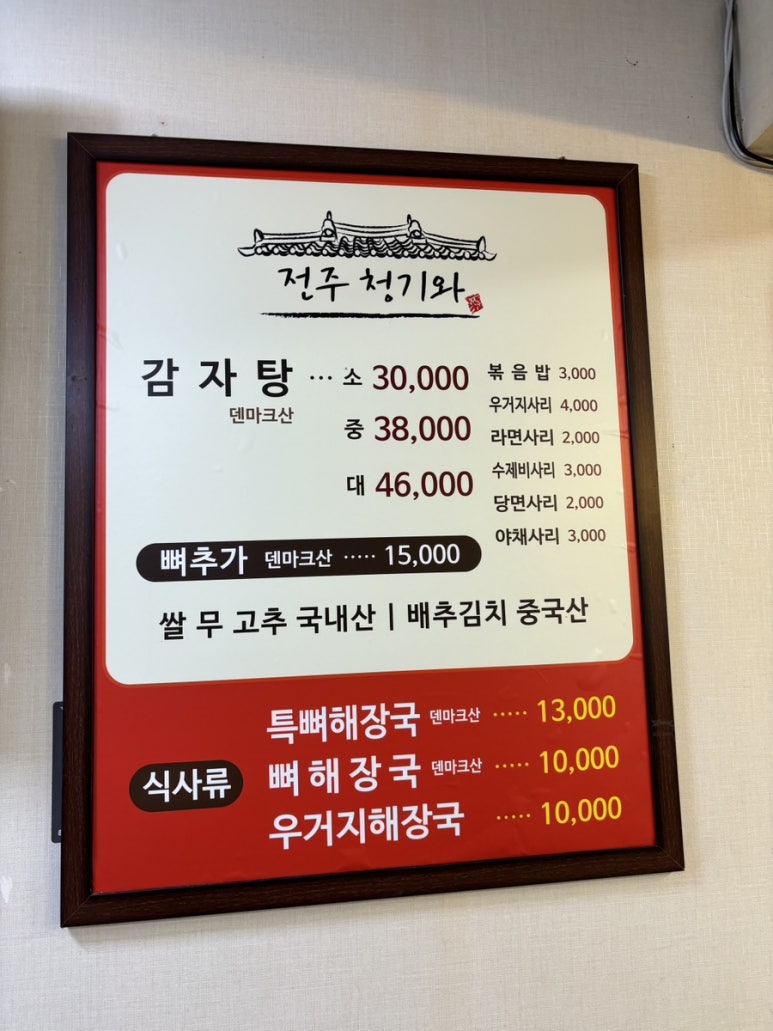 전주 청기와
감자탕 ··· 소 30,000
덴마크산
중 38,000
대 46,000
볶음밥 3,000
우거지사리 4,000
라면사리 2,000
수제비사리 3,000
당면사리 2,000
야채사리 3,000
뼈추가 덴마크산 ····· 15,000
쌀 무 고추 국내산 | 배추김치 중국산
식사류
특뼈해장국 덴마크산 ····· 13,000
뼈해장국 덴마크산 ····· 10,000
우거지해장국 ····· 10,000